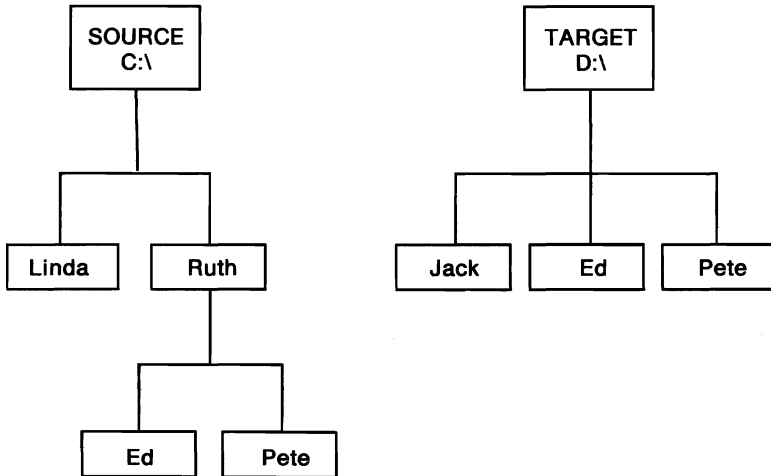 SOURCE
C:\
TARGET
D:\
Linda
Ruth
Jack
Ed
Pete
Ed
Pete